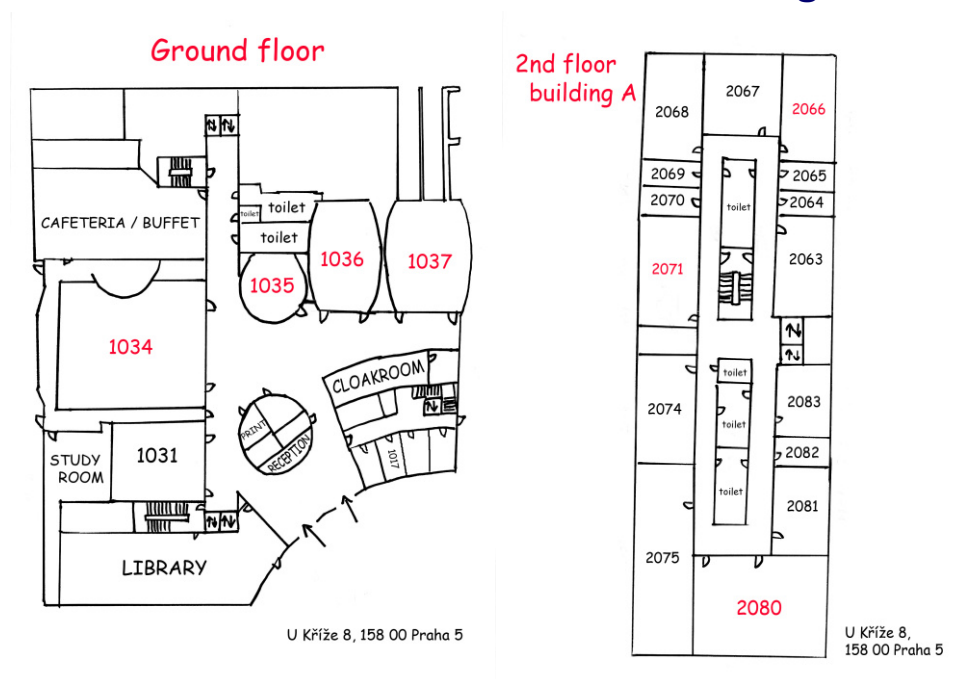 Ground floor
CAFETERIA / BUFFET
toilet
toilet
toilet
1036
1037
1035
1034
CLOAKROOM
PRINT
RECEPTION
1017
STUDY
ROOM
1031
LIBRARY
U Kříže 8, 158 00 Praha 5
2nd floor
building A
2067
2068
2066
2069
2065
2070
toilet
2064
2071
2063
toilet
2074
2083
toilet
2082
toilet
2081
2075
2080
U Kříže 8,
158 00 Praha 5